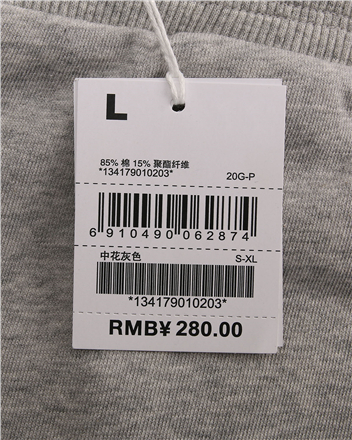 L
85% 棉 15% 聚酯纤维
*134179010203* 20G-P
6 910490 062874
中花灰色 S-XL
*134179010203*
RMB¥ 280.00